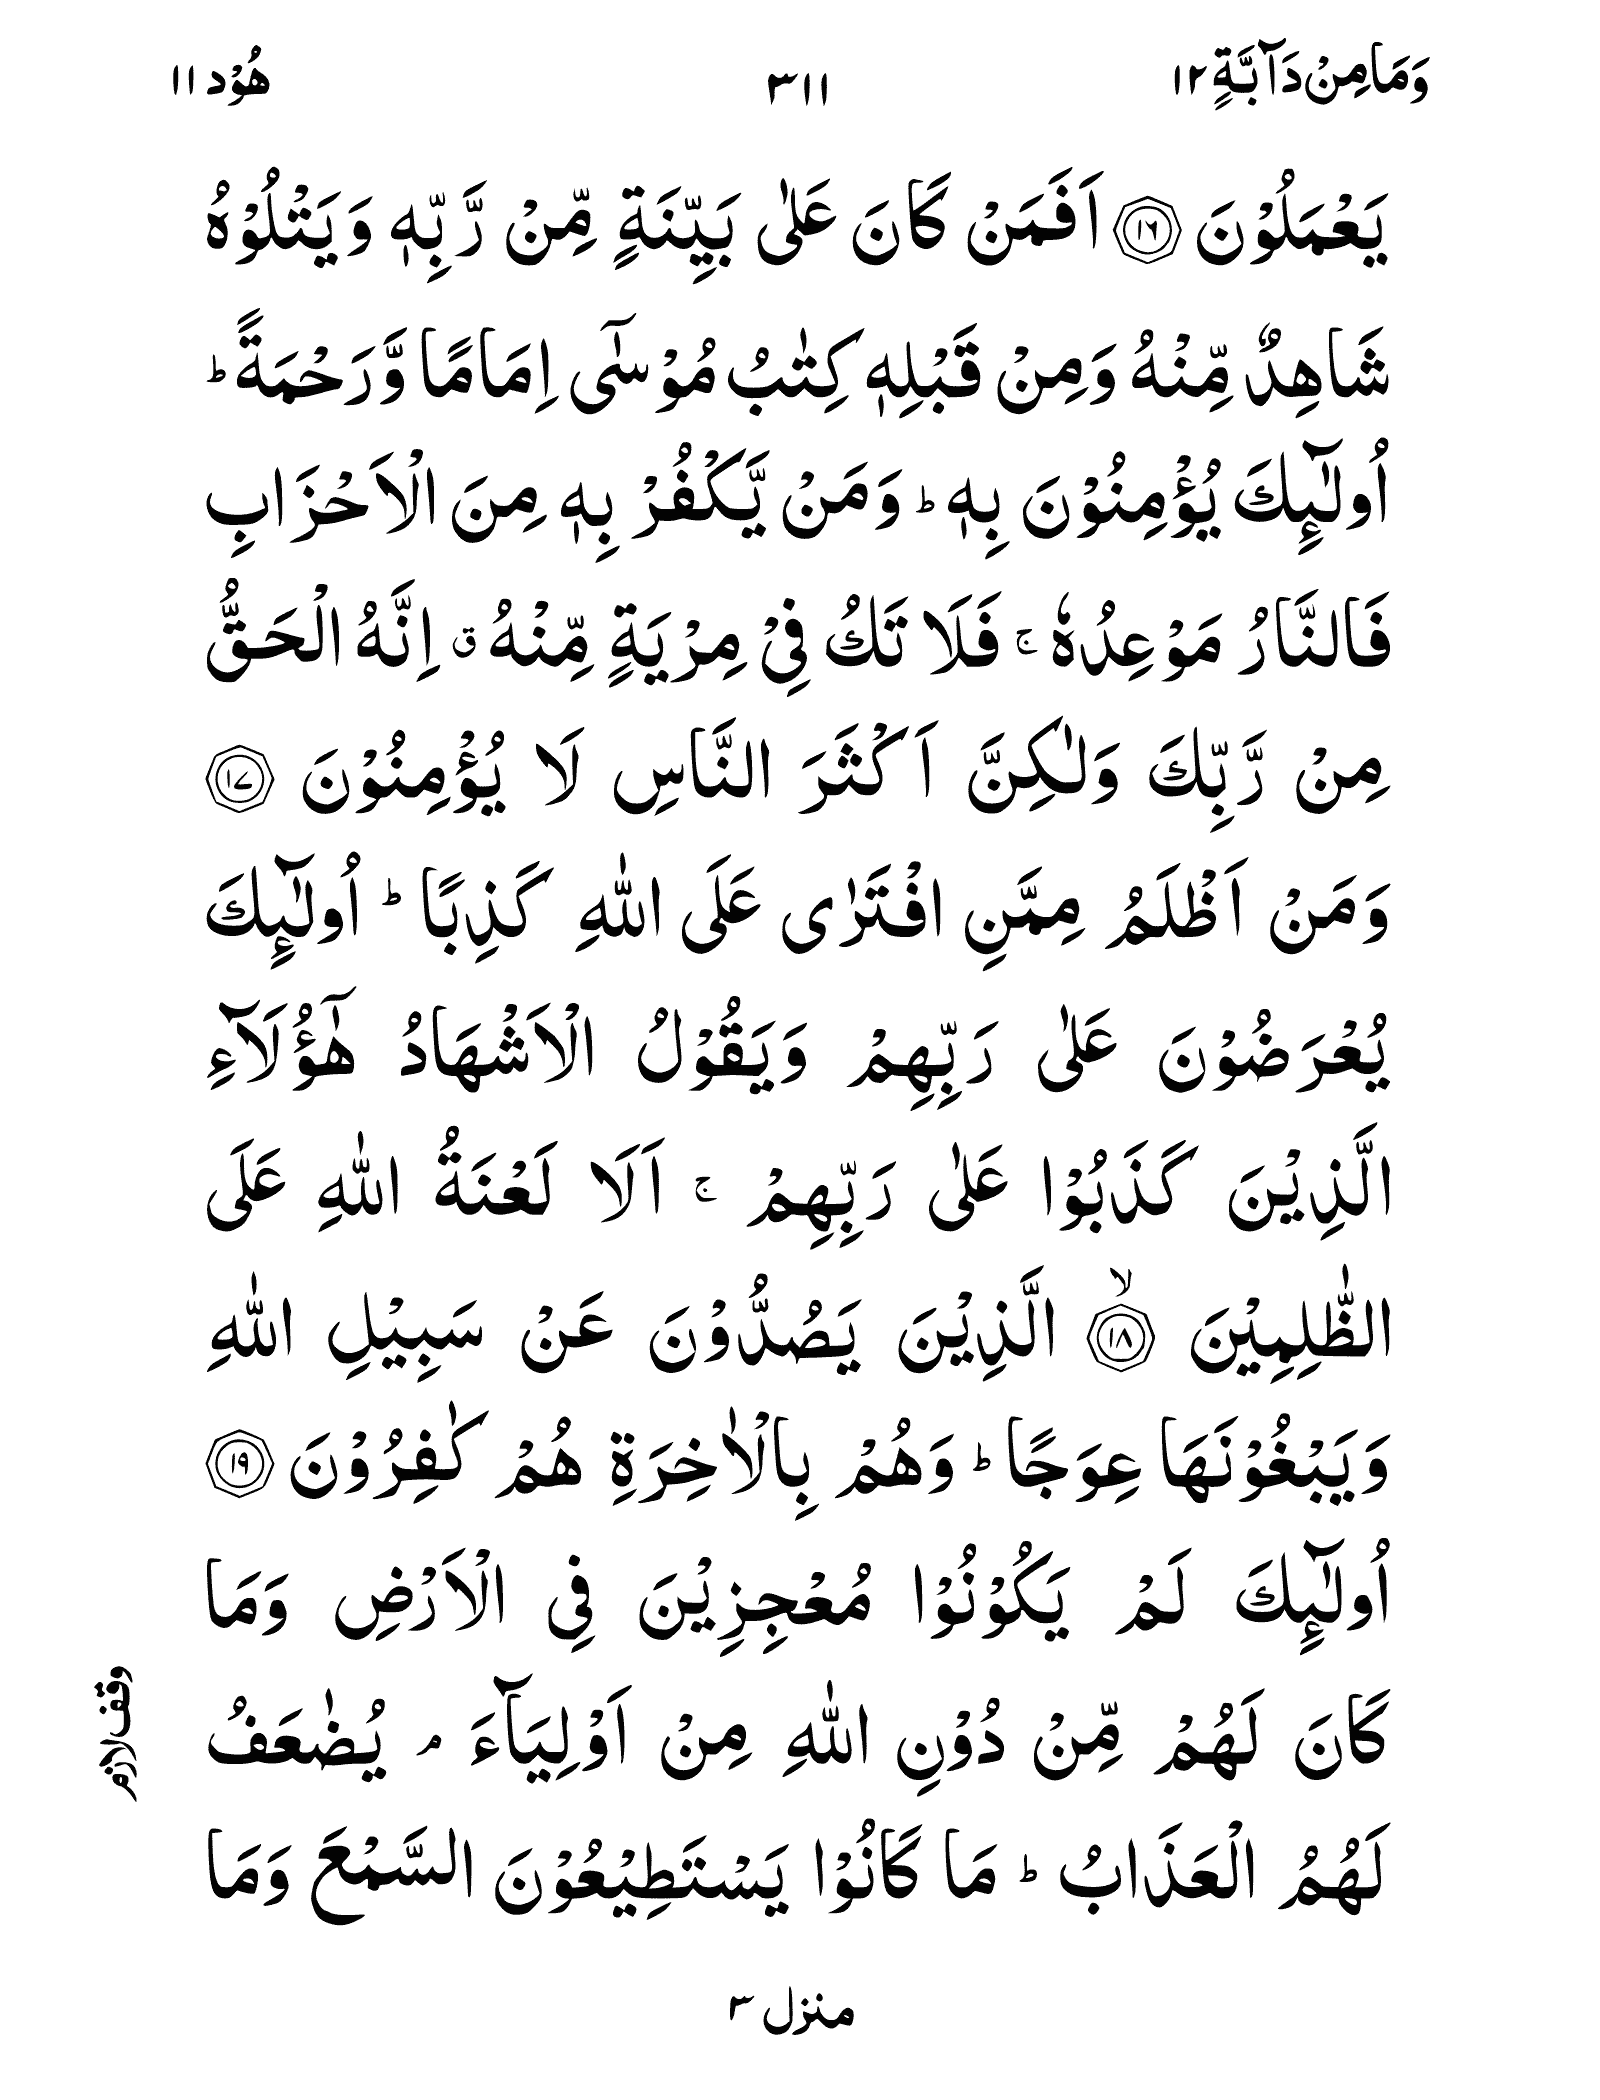 وَمَا مِنْ دَآبَّةٍ ١٢ ٣١١ هُوْد ١١
يَعْمَلُوْنَ ﴿١٦﴾ اَفَمَنْ كَانَ عَلٰى بَيِّنَةٍ مِّنْ رَّبِّهٖ وَيَتْلُوْهُ
شَاهِدٌ مِّنْهُ وَمِنْ قَبْلِهٖ كِتٰبُ مُوْسٰٓى اِمَامًا وَّرَحْمَةً ؕ
اُولٰٓئِكَ يُؤْمِنُوْنَ بِهٖ ؕ وَمَنْ يَّكْفُرْ بِهٖ مِنَ الْاَحْزَابِ
فَالنَّارُ مَوْعِدُهٗ ۚ فَلَا تَكُ فِيْ مِرْيَةٍ مِّنْهُ ۗ اِنَّهُ الْحَقُّ
مِنْ رَّبِّكَ وَلٰكِنَّ اَكْثَرَ النَّاسِ لَا يُؤْمِنُوْنَ ﴿١٧﴾
وَمَنْ اَظْلَمُ مِمَّنِ افْتَرٰى عَلَى اللّٰهِ كَذِبًا ؕ اُولٰٓئِكَ
يُعْرَضُوْنَ عَلٰى رَبِّهِمْ وَيَقُوْلُ الْاَشْهَادُ هٰٓؤُلَآءِ
الَّذِيْنَ كَذَبُوْا عَلٰى رَبِّهِمْ ۚ اَلَا لَعْنَةُ اللّٰهِ عَلَى
الظّٰلِمِيْنَ ۙ﴿١٨﴾ الَّذِيْنَ يَصُدُّوْنَ عَنْ سَبِيْلِ اللّٰهِ
وَيَبْغُوْنَهَا عِوَجًا ؕ وَهُمْ بِالْاٰخِرَةِ هُمْ كٰفِرُوْنَ ﴿١٩﴾
اُولٰٓئِكَ لَمْ يَكُوْنُوْا مُعْجِزِيْنَ فِي الْاَرْضِ وَمَا
كَانَ لَهُمْ مِّنْ دُوْنِ اللّٰهِ مِنْ اَوْلِيَآءَ ۘ يُضٰعَفُ
وقف لازم
لَهُمُ الْعَذَابُ ؕ مَا كَانُوْا يَسْتَطِيْعُوْنَ السَّمْعَ وَمَا
منزل ٣